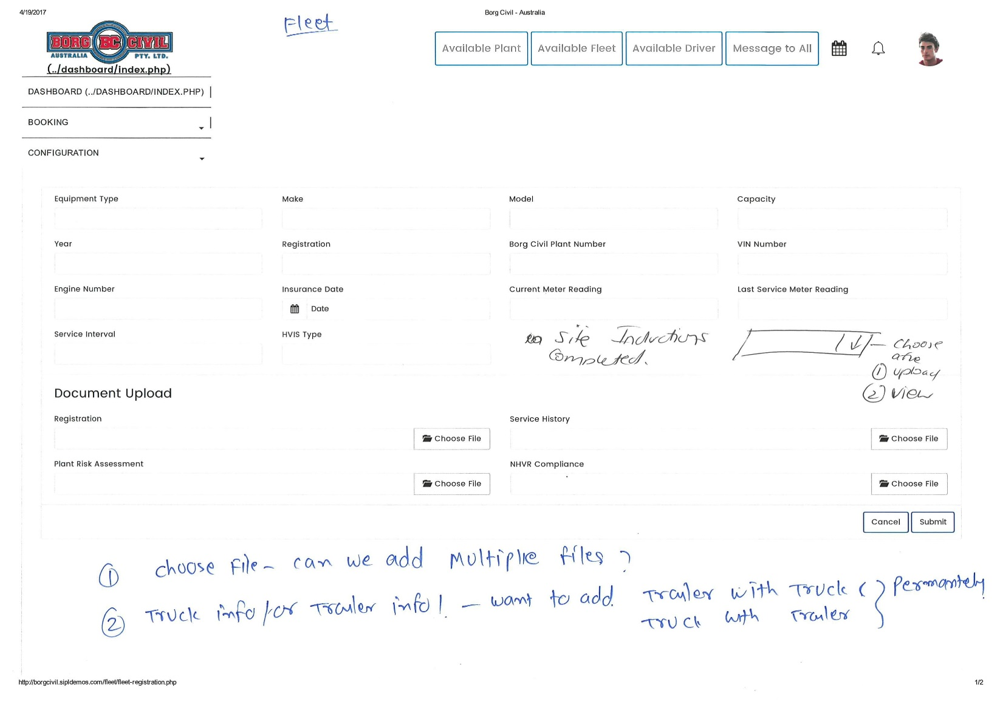 4/19/2017
Borg Civil - Australia
Fleet
BORG BC CIVIL
AUSTRALIA PTY. LTD.
(../dashboard/index.php)
Available Plant
Available Fleet
Available Driver
Message to All
DASHBOARD (../DASHBOARD/INDEX.PHP)
BOOKING
CONFIGURATION
Equipment Type Make Model Capacity
Year Registration Borg Civil Plant Number VIN Number
Engine Number Insurance Date Current Meter Reading Last Service Meter Reading
Date
Service Interval HVIS Type
Site Inductions
Completed.
Choose
① upload
② View
Document Upload
Registration Service History
Choose File Choose File
Plant Risk Assessment NHVR Compliance
Choose File Choose File
Cancel Submit
① choose File - can we add Multiple files ?
② Truck info/or Trailer info! - want to add Trailer with Truck
Truck with Trailer
http://borgcivil.sipldemos.com/fleet/fleet-registration.php
1/2